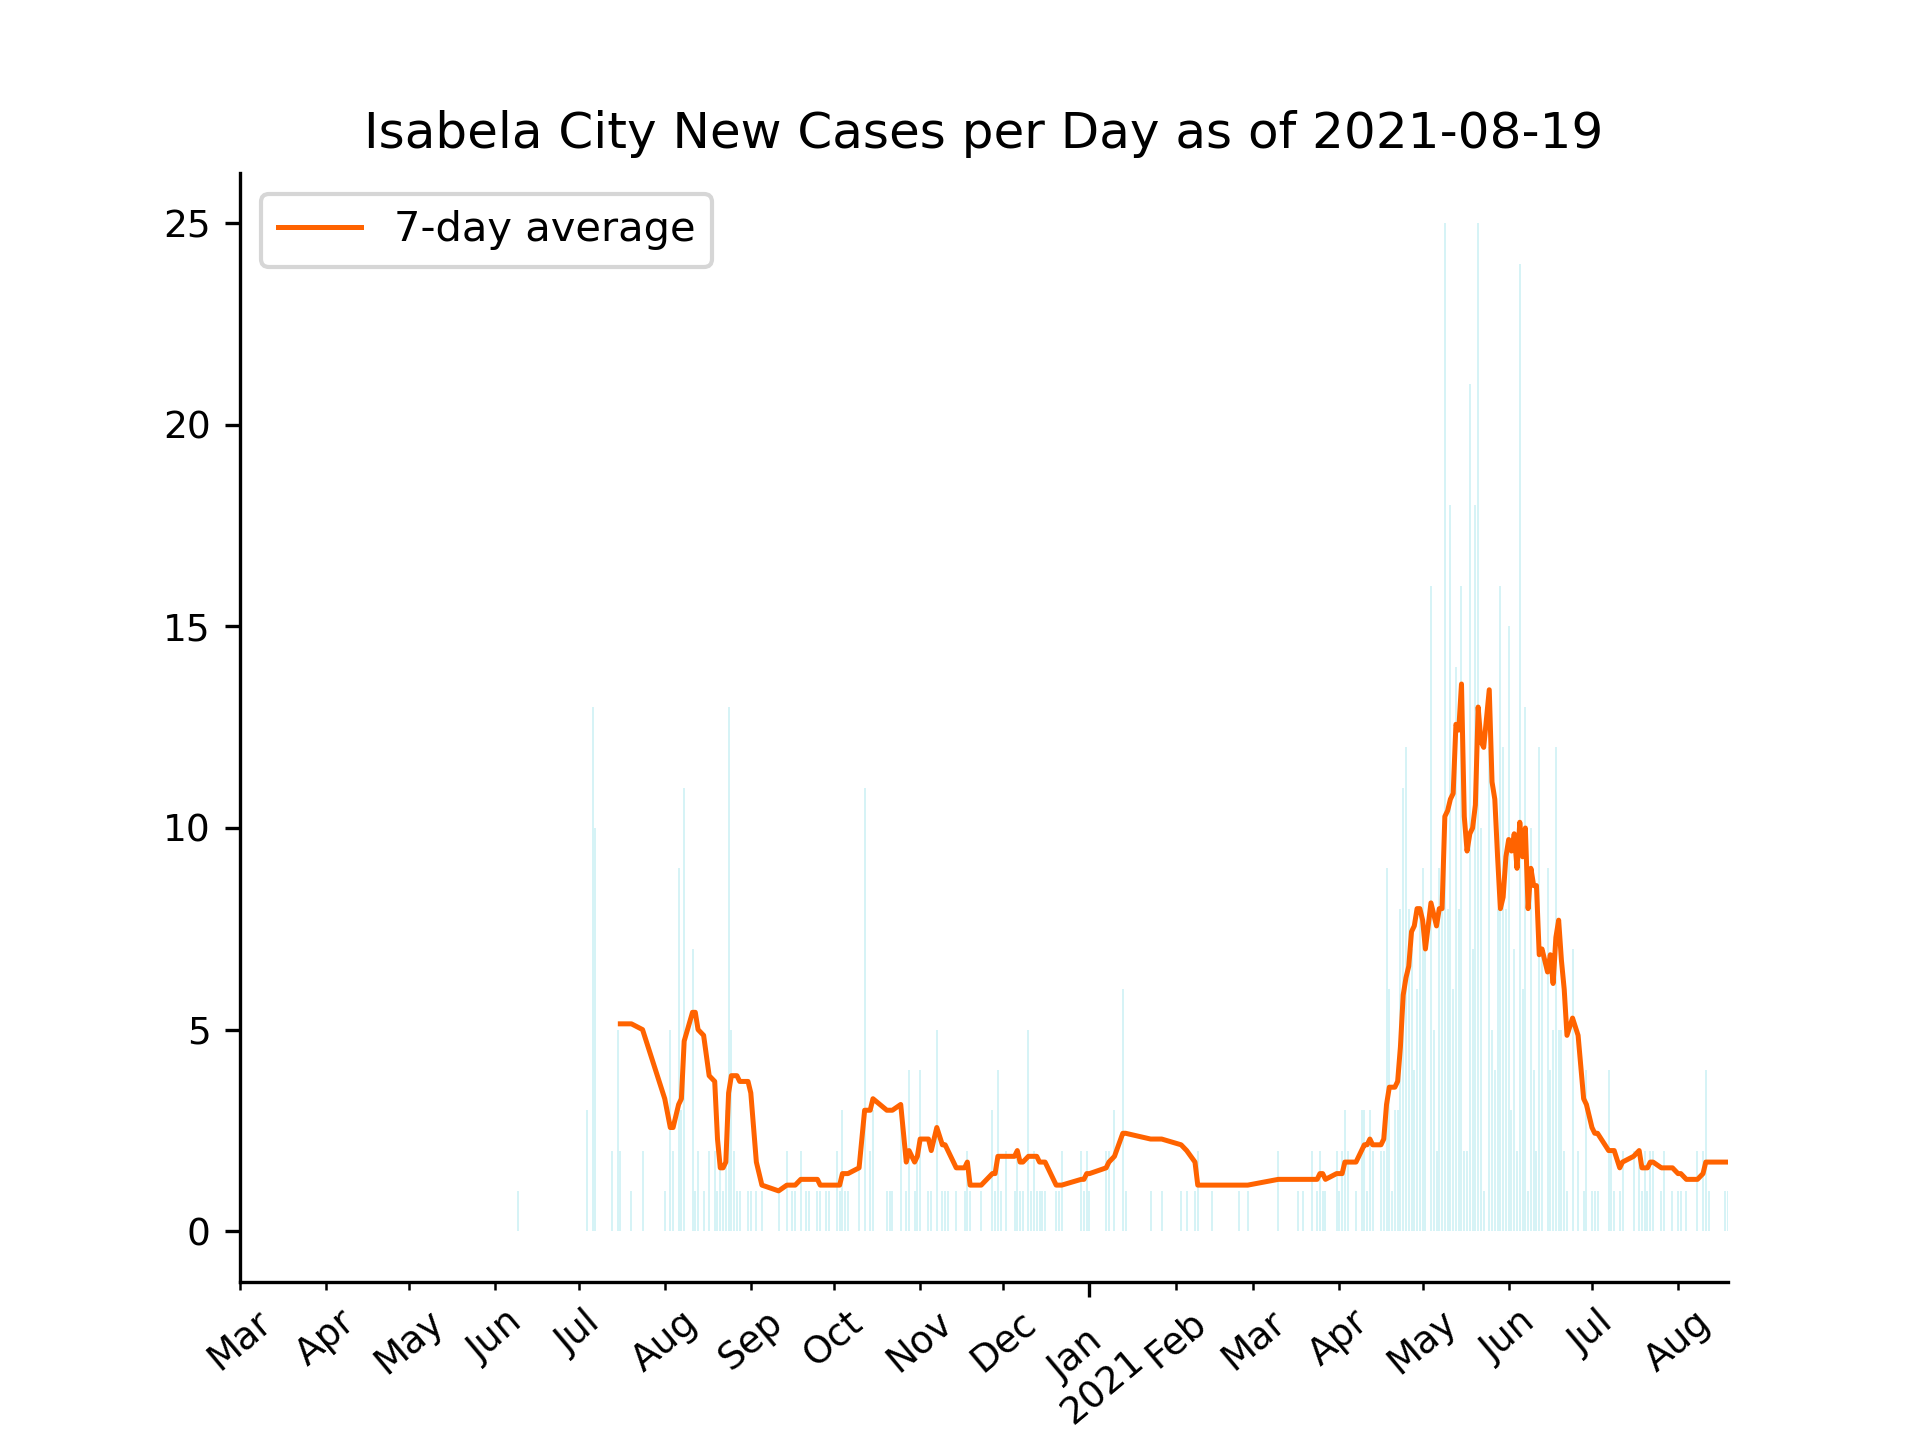 Isabela City New Cases per Day as of 2021-08-19
7-day average
25
20
15
10
5
0
Mar Apr May Jun Jul Aug Sep Oct Nov Dec Jan Feb Mar Apr May Jun Jul Aug
2021